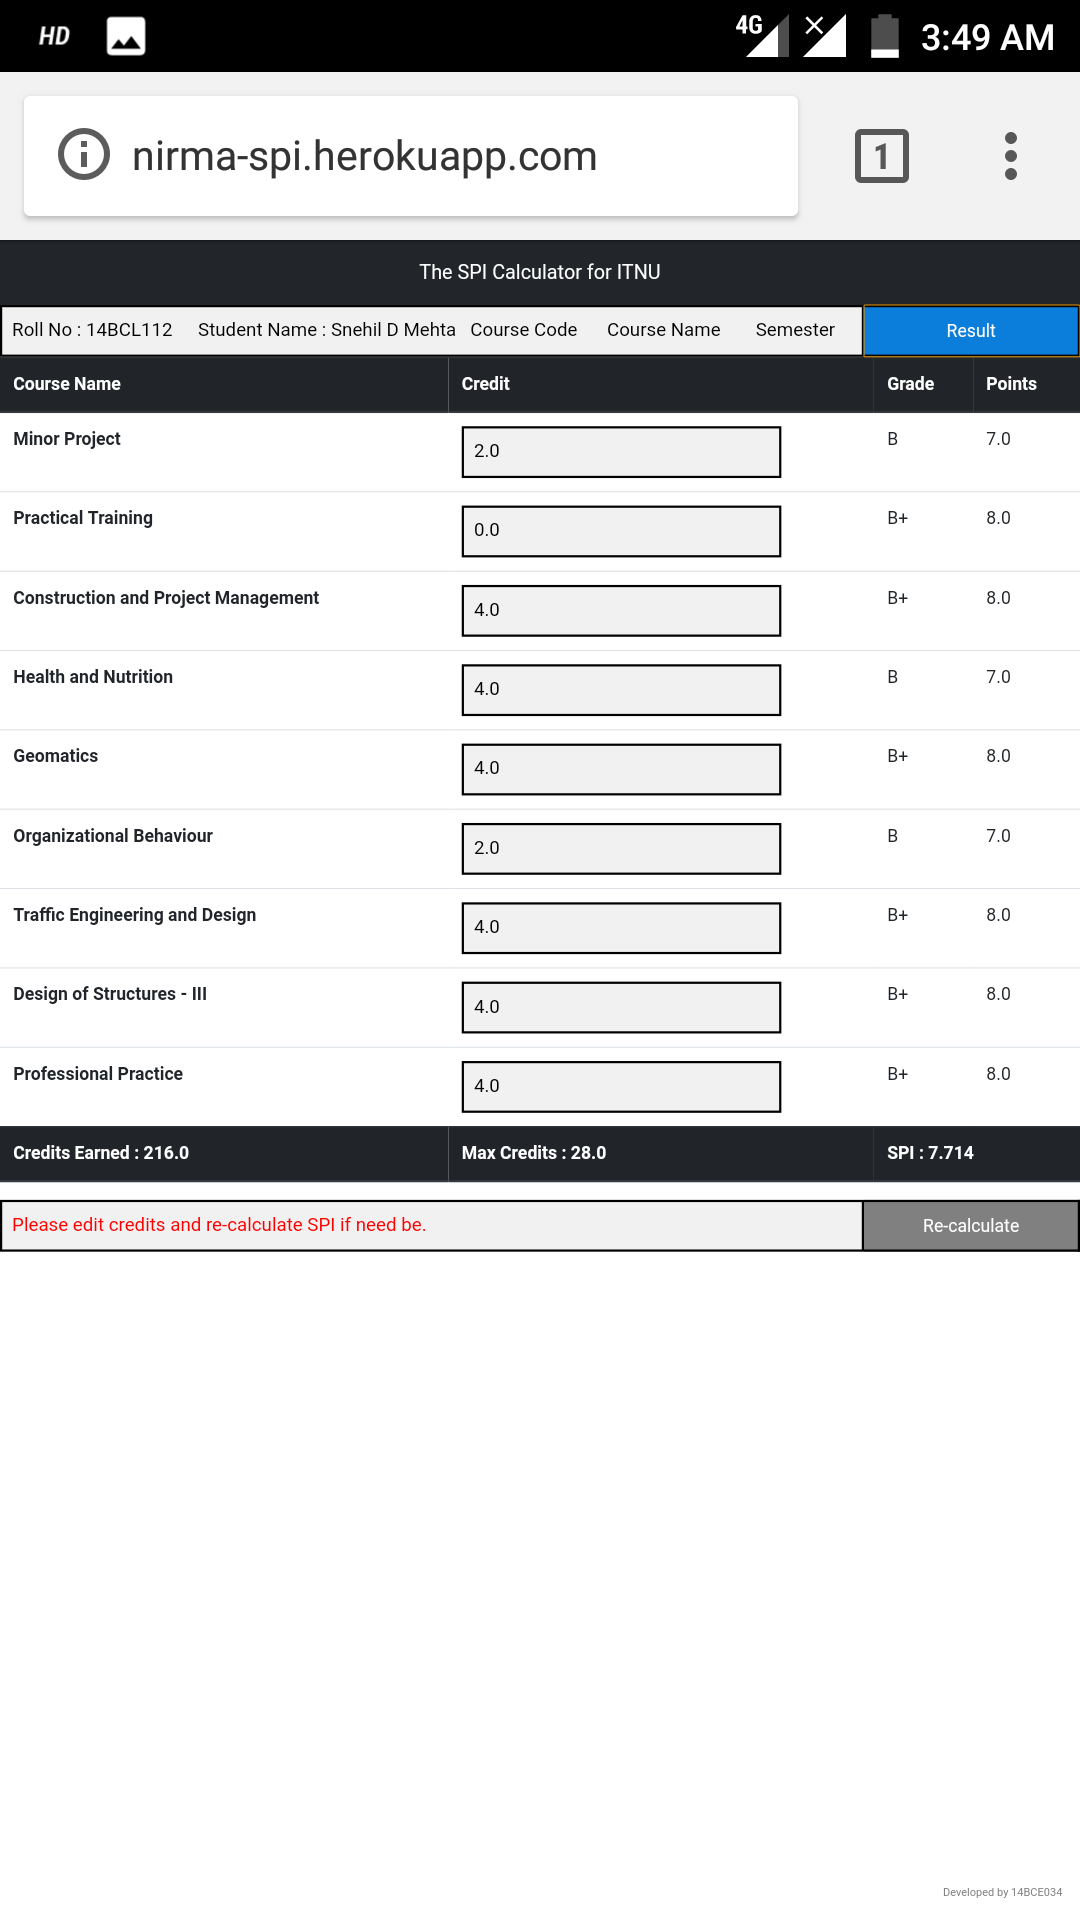 HD 4G 3:49 AM
nirma-spi.herokuapp.com 1
The SPI Calculator for ITNU
Roll No : 14BCL112 Student Name : Snehil D Mehta Course Code Course Name Semester Result
Course Name Credit Grade Points
Minor Project 2.0 B 7.0
Practical Training 0.0 B+ 8.0
Construction and Project Management 4.0 B+ 8.0
Health and Nutrition 4.0 B 7.0
Geomatics 4.0 B+ 8.0
Organizational Behaviour 2.0 B 7.0
Traffic Engineering and Design 4.0 B+ 8.0
Design of Structures - III 4.0 B+ 8.0
Professional Practice 4.0 B+ 8.0
Credits Earned : 216.0 Max Credits : 28.0 SPI : 7.714
Please edit credits and re-calculate SPI if need be. Re-calculate
Developed by 14BCE034